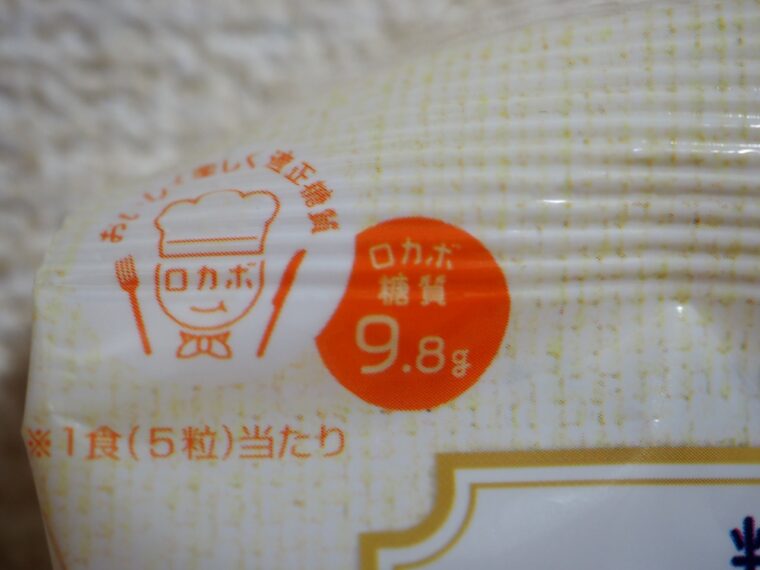 おいしく楽しく適正糖質
ロカボ
ロカボ
糖質
9.8g
※1食(5粒)当たり